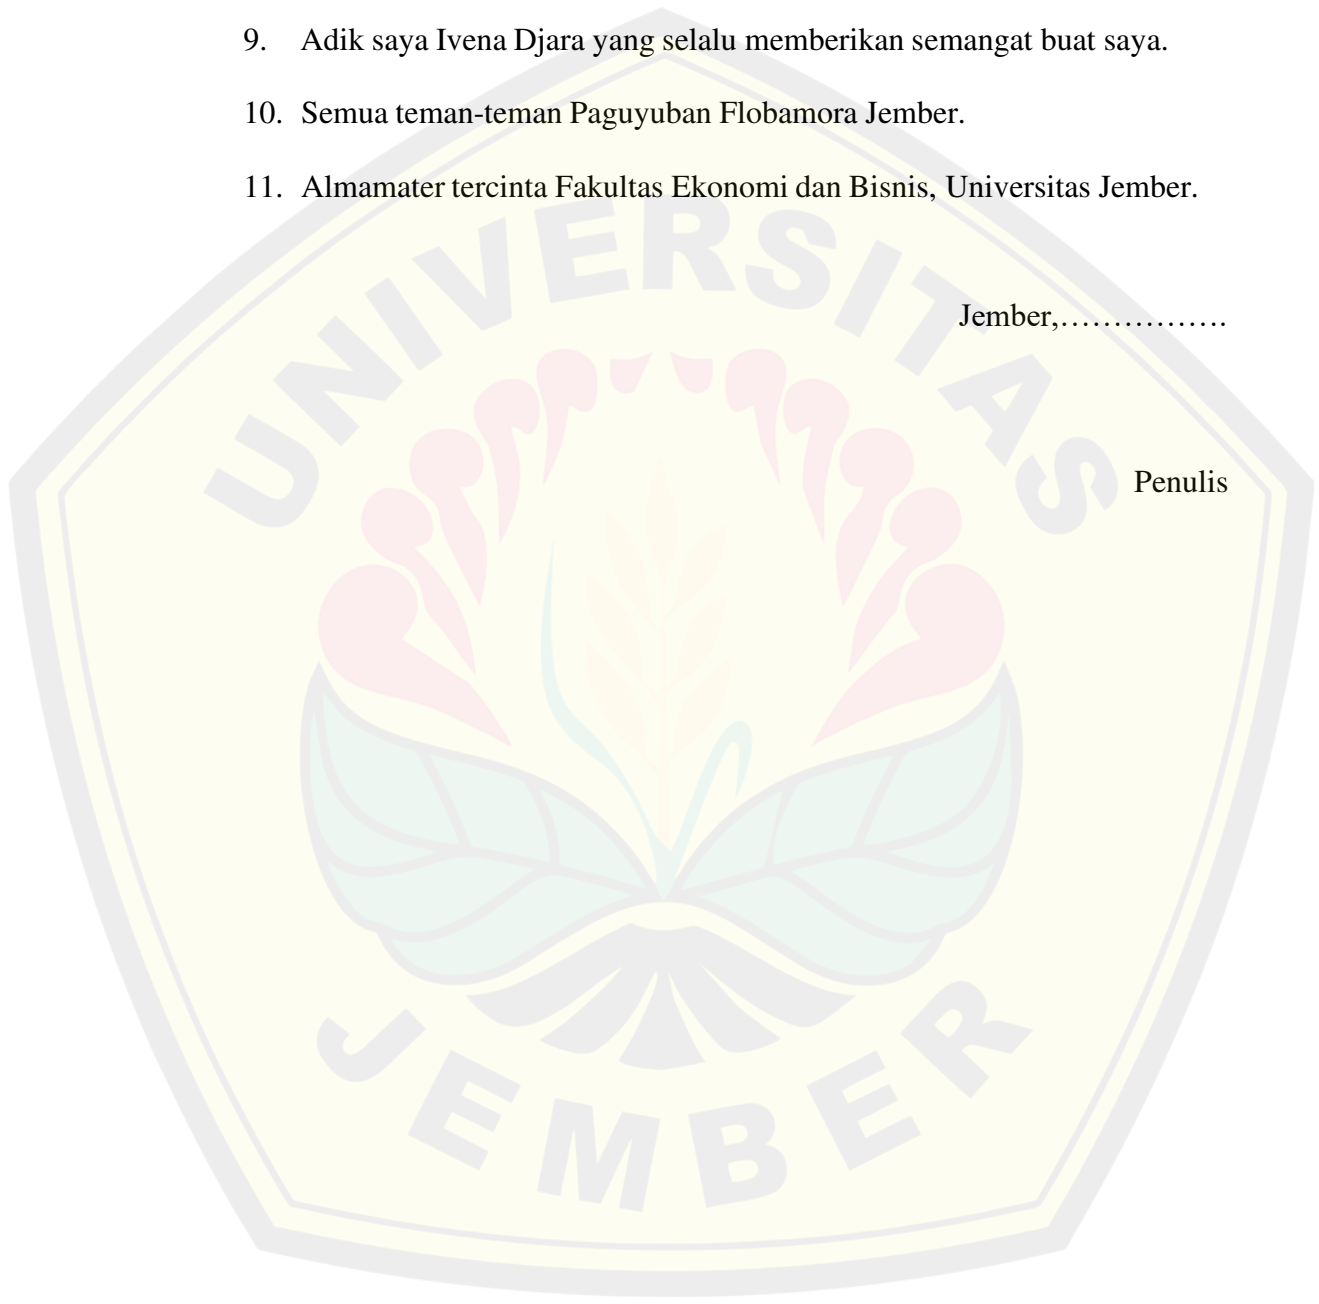 9. Adik saya Ivena Djara yang selalu memberikan semangat buat saya.
10. Semua teman-teman Paguyuban Flobamora Jember.
11. Almamater tercinta Fakultas Ekonomi dan Bisnis, Universitas Jember.
Jember,................
Penulis
UNIVERSITAS
JEMBER